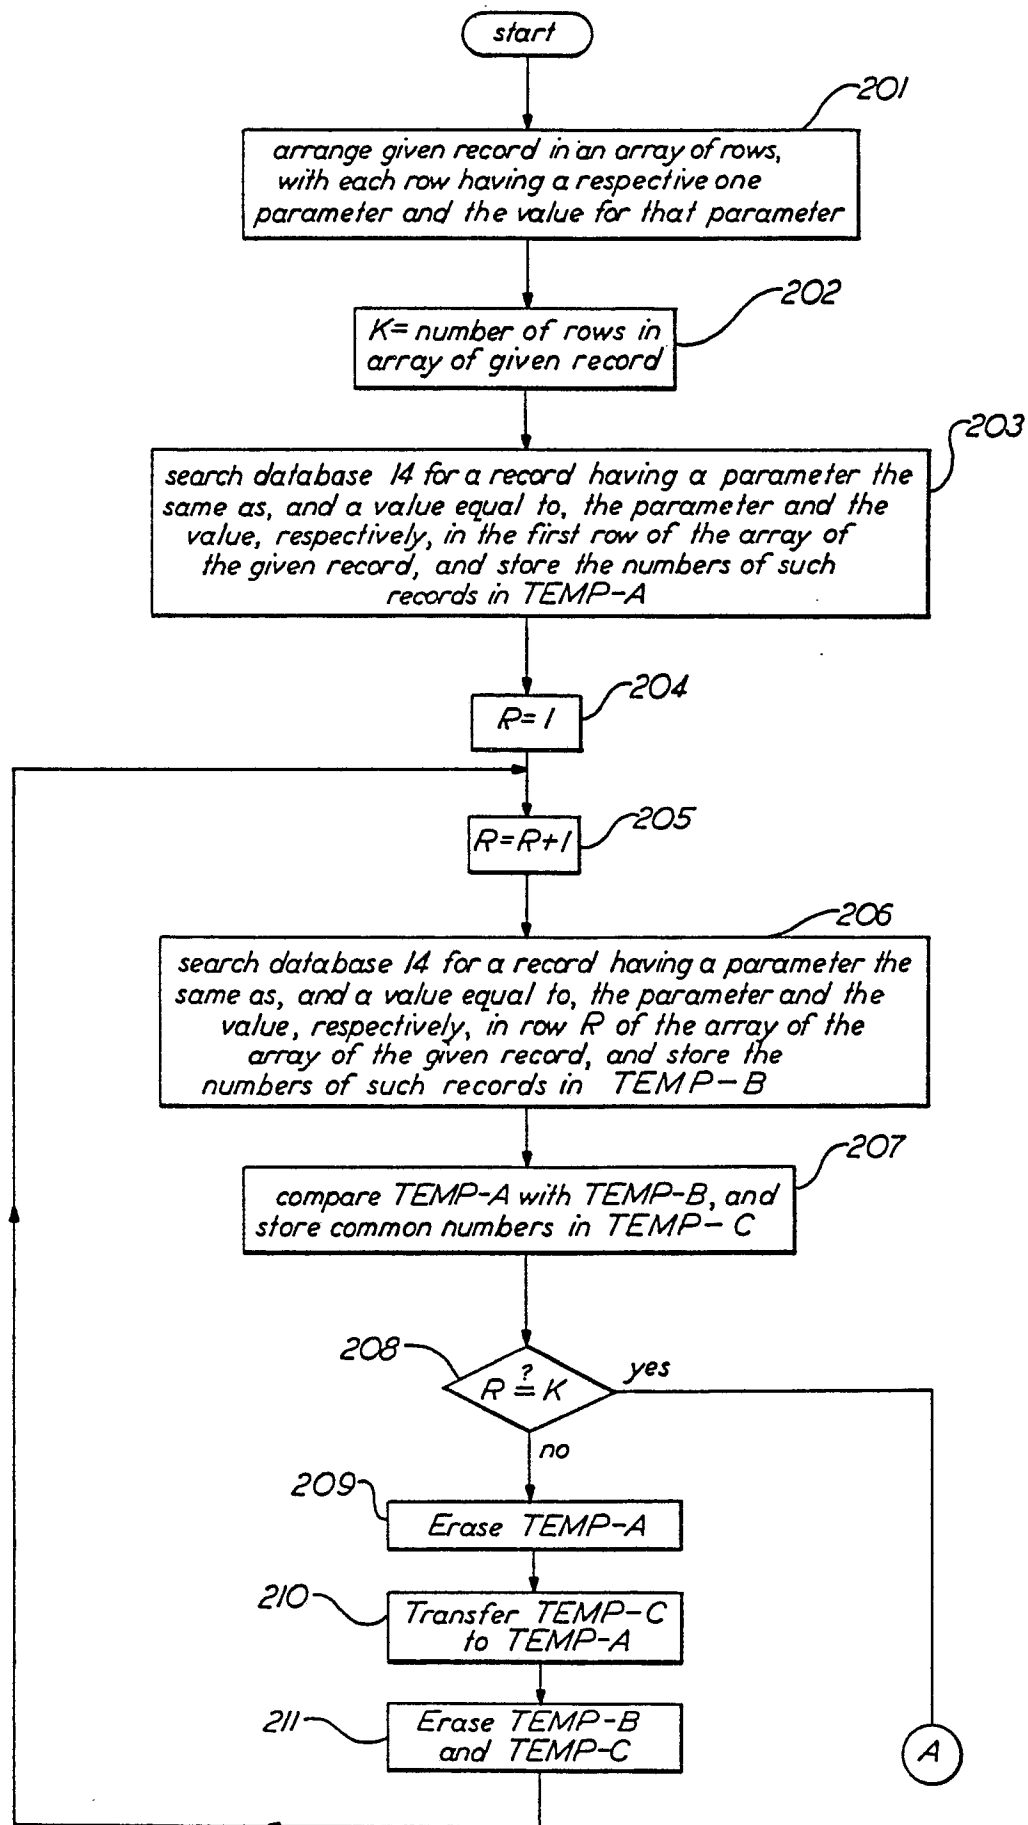 start
201
arrange given record in an array of rows,
with each row having a respective one
parameter and the value for that parameter
202
K= number of rows in
array of given record
203
search database 14 for a record having a parameter the
same as, and a value equal to, the parameter and the
value, respectively, in the first row of the array of
the given record, and store the numbers of such
records in TEMP-A
204
R=1
205
R=R+1
206
search database 14 for a record having a parameter the
same as, and a value equal to, the parameter and the
value, respectively, in row R of the array of the
array of the given record, and store the
numbers of such records in TEMP-B
207
compare TEMP-A with TEMP-B, and
store common numbers in TEMP-C
208
R ?= K
yes
no
209
Erase TEMP-A
210
Transfer TEMP-C
to TEMP-A
211
Erase TEMP-B
and TEMP-C
A